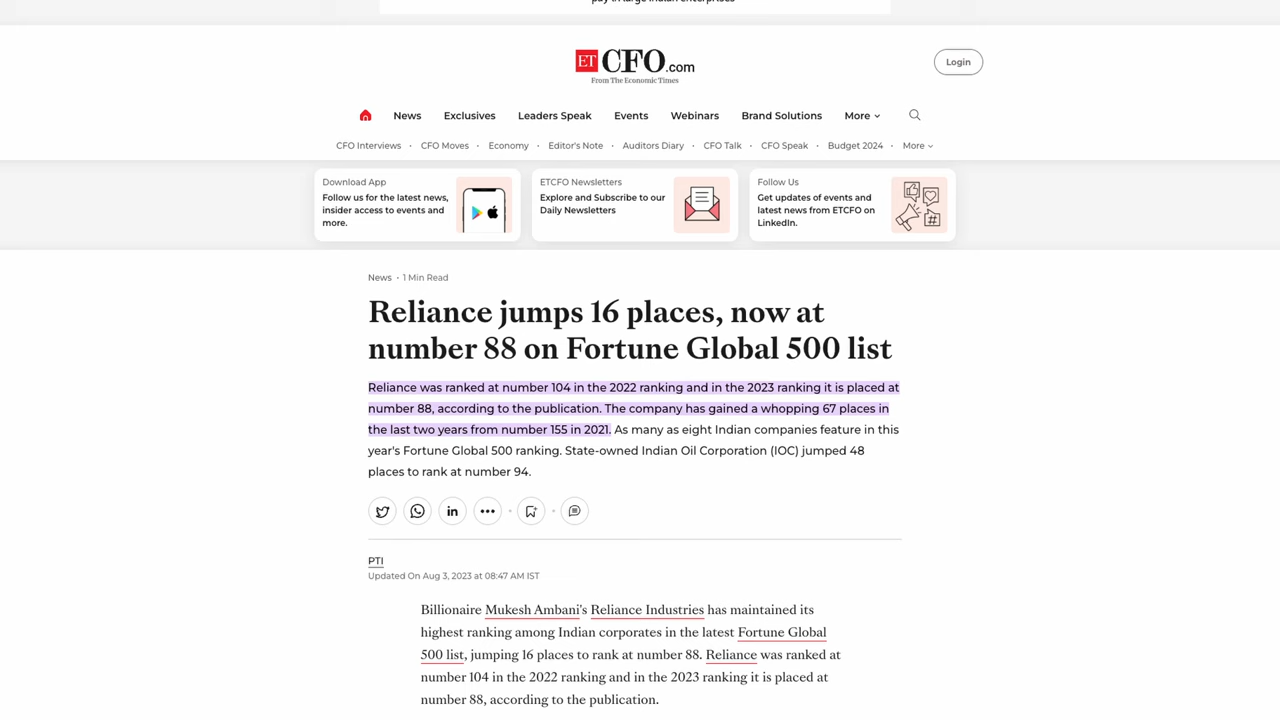 pay in large Indian enterprises
ET CFO.com
From The Economic Times
Login
News Exclusives Leaders Speak Events Webinars Brand Solutions More
CFO Interviews · CFO Moves · Economy · Editor's Note · Auditors Diary · CFO Talk · CFO Speak · Budget 2024 · More
Download App
Follow us for the latest news,
insider access to events and
more.
ETCFO Newsletters
Explore and Subscribe to our
Daily Newsletters
Follow Us
Get updates of events and
latest news from ETCFO on
LinkedIn.
News · 1 Min Read
Reliance jumps 16 places, now at
number 88 on Fortune Global 500 list
Reliance was ranked at number 104 in the 2022 ranking and in the 2023 ranking it is placed at
number 88, according to the publication. The company has gained a whopping 67 places in
the last two years from number 155 in 2021. As many as eight Indian companies feature in this
year's Fortune Global 500 ranking. State-owned Indian Oil Corporation (IOC) jumped 48
places to rank at number 94.
PTI
Updated On Aug 3, 2023 at 08:47 AM IST
Billionaire Mukesh Ambani's Reliance Industries has maintained its
highest ranking among Indian corporates in the latest Fortune Global
500 list, jumping 16 places to rank at number 88. Reliance was ranked at
number 104 in the 2022 ranking and in the 2023 ranking it is placed at
number 88, according to the publication.